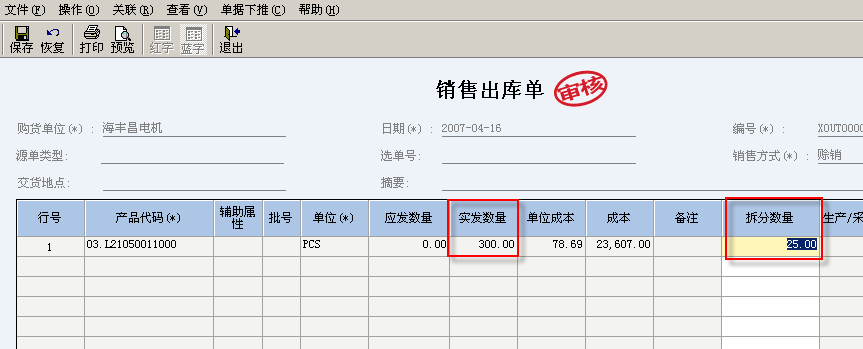 文件(F) 操作(O) 关联(R) 查看(V) 单据下推(C) 帮助(H)
保存 恢复 打印 预览 红字 蓝字 退出
销售出库单 审核
购货单位(*): 海丰昌电机 日期(*): 2007-04-16 编号(*): XOUT0000
源单类型: 选单号: 销售方式(*): 赊销
交货地点: 摘要:
行号 产品代码(*) 辅助属性 批号 单位(*) 应发数量 实发数量 单位成本 成本 备注 拆分数量 生产/采
1 03.L21050011000 PCS 0.00 300.00 78.69 23,607.00 25.00